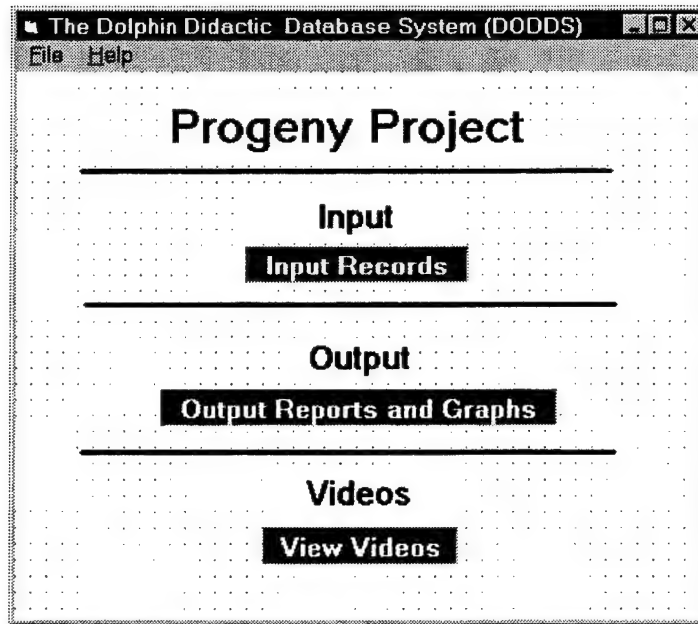 The Dolphin Didactic Database System (DODDS)
File Help
Progeny Project
Input
Input Records
Output
Output Reports and Graphs
Videos
View Videos